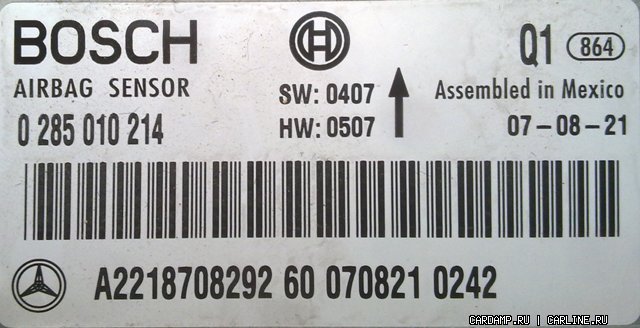 BOSCH
Q1 864
AIRBAG SENSOR
SW: 0407
Assembled in Mexico
0 285 010 214
HW: 0507
07-08-21
A2218708292 60 070821 0242
CARDAMP.RU | CARLINE.RU